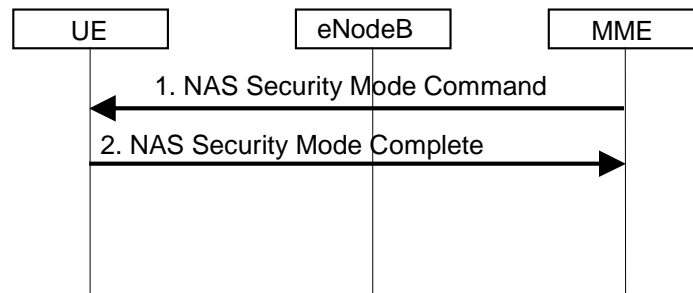 UE
eNodeB
MME
1. NAS Security Mode Command
2. NAS Security Mode Complete